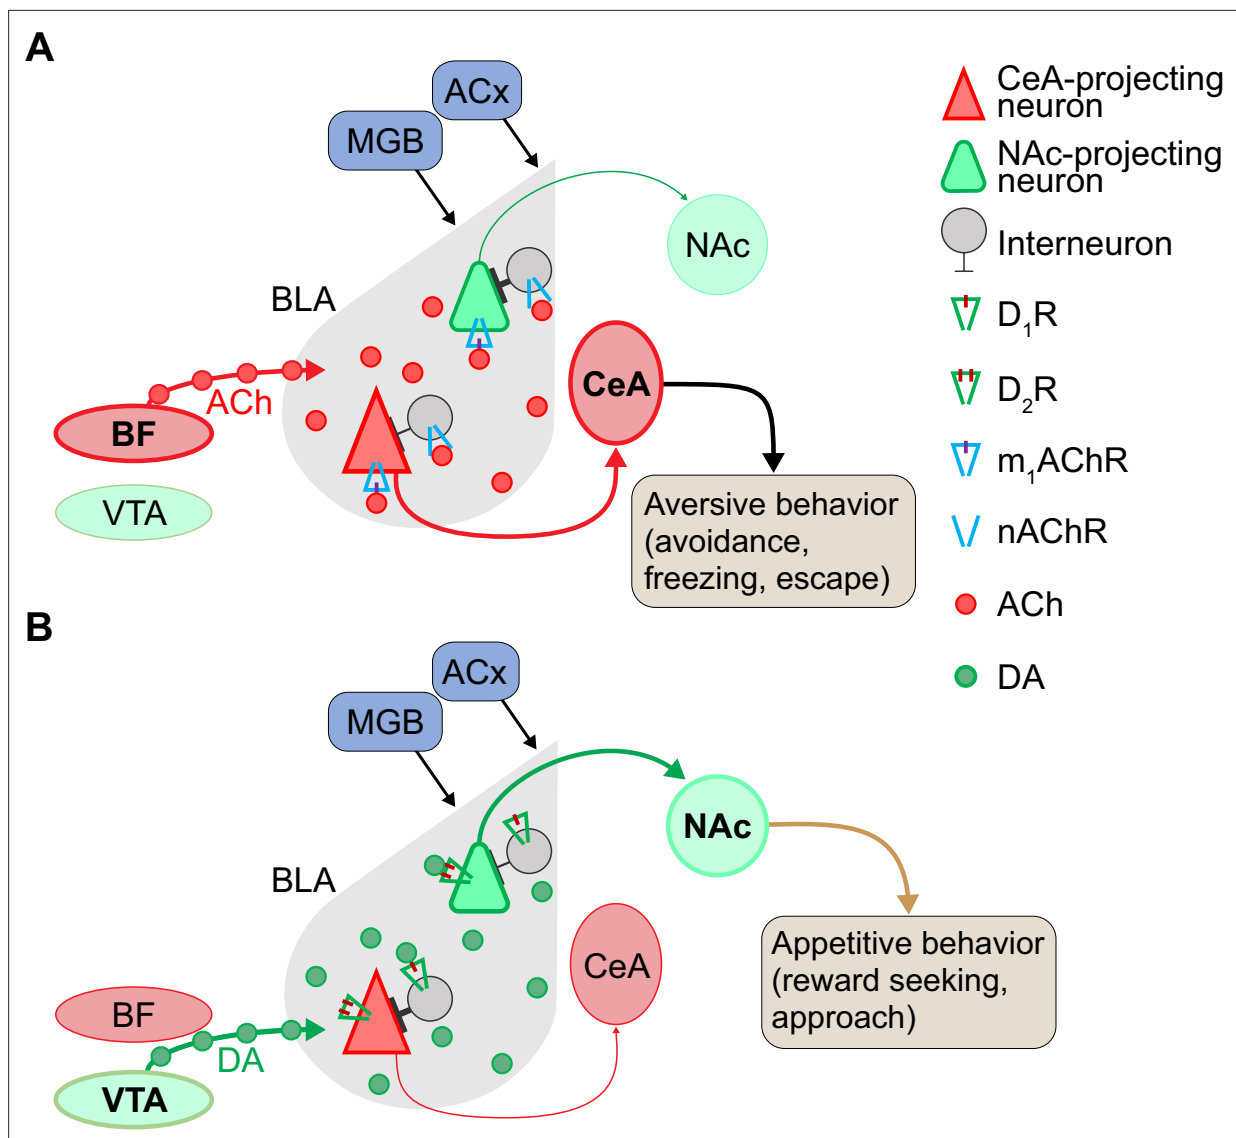 A
ACx
MGB
NAc
BLA
ACh
BF
CeA
VTA
Aversive behavior
(avoidance,
freezing, escape)
CeA-projecting
neuron
NAc-projecting
neuron
Interneuron
D₁R
D₂R
m₁AChR
nAChR
ACh
DA
B
ACx
MGB
NAc
BLA
CeA
BF
DA
VTA
Appetitive behavior
(reward seeking,
approach)